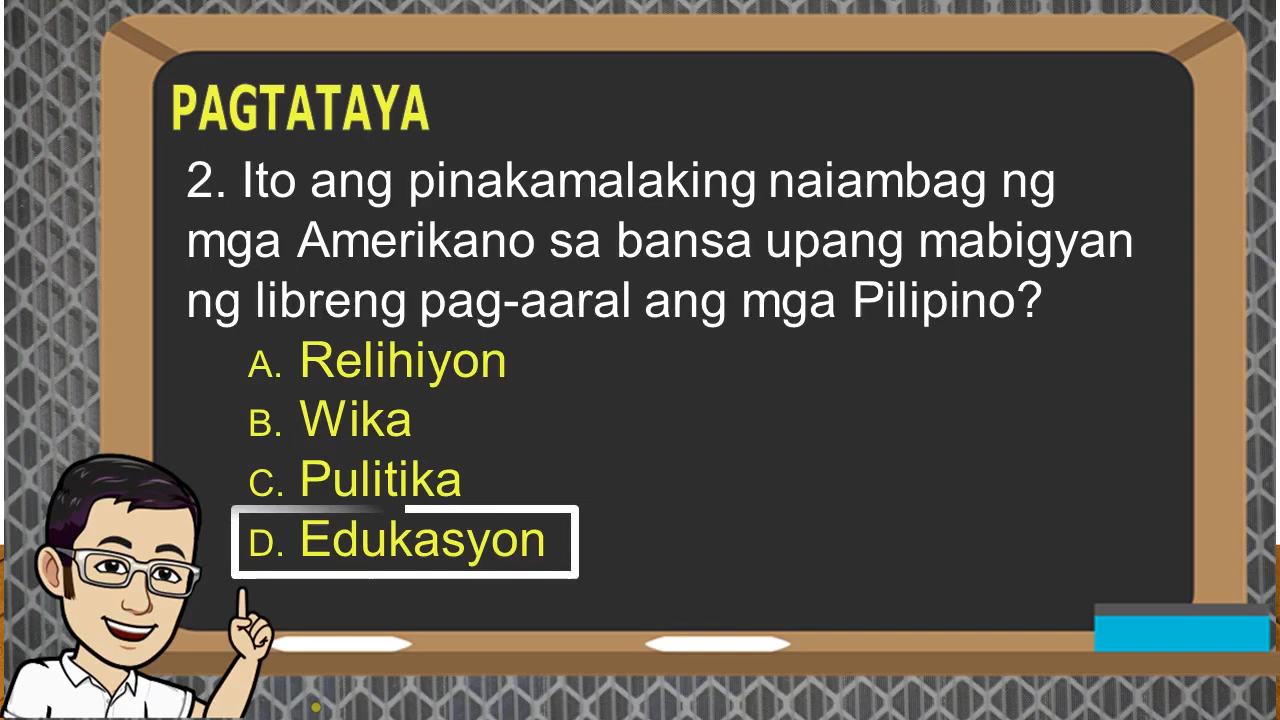 PAGTATAYA
2. Ito ang pinakamalaking naiambag ng
mga Amerikano sa bansa upang mabigyan
ng libreng pag-aaral ang mga Pilipino?
A. Relihiyon
B. Wika
C. Pulitika
D. Edukasyon